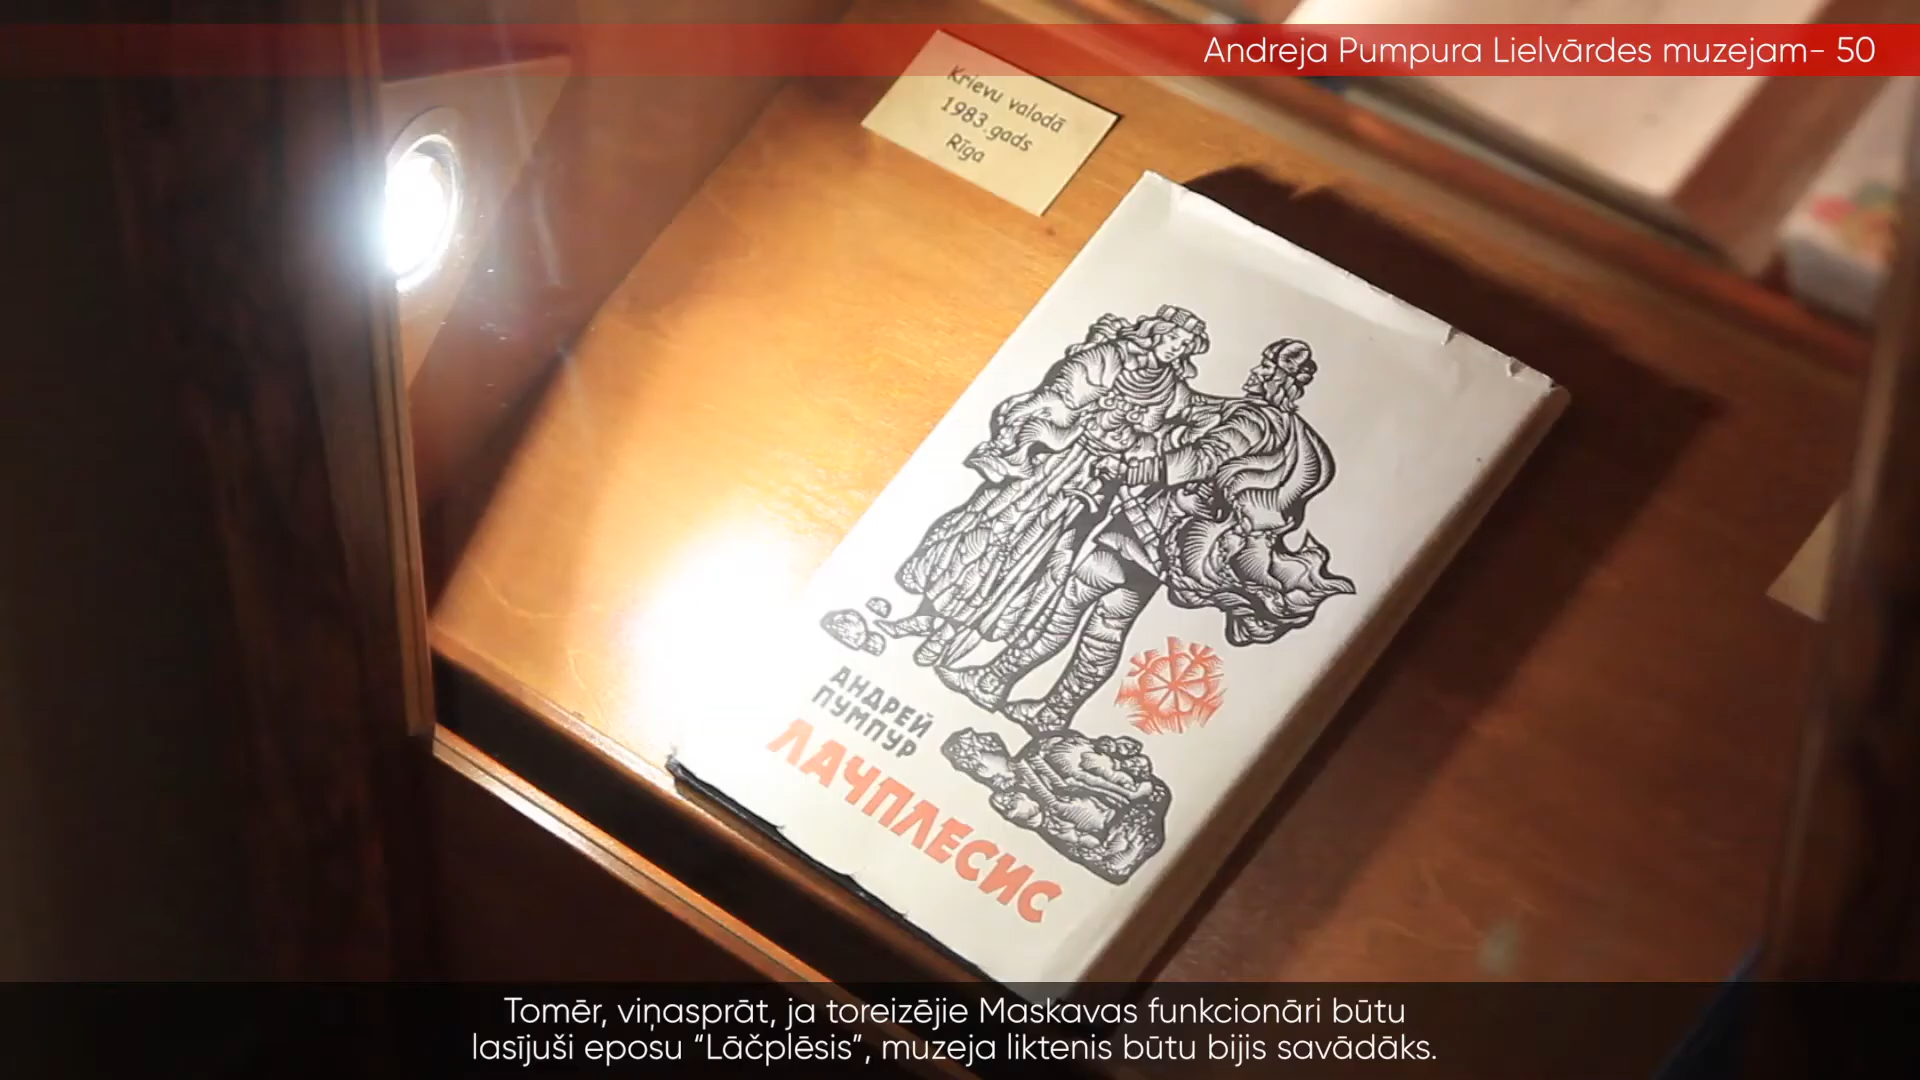 Andreja Pumpura Lielvārdes muzejam- 50
Krievu valodā
1983.gads
Rīga
АНДРЕЙ
ПУМПУР
ЛАЧПЛЕСИС
Tomēr, viņasprāt, ja toreizējie Maskavas funkcionāri būtu
lasījuši eposu “Lāčplēsis”, muzeja liktenis būtu bijis savādāks.